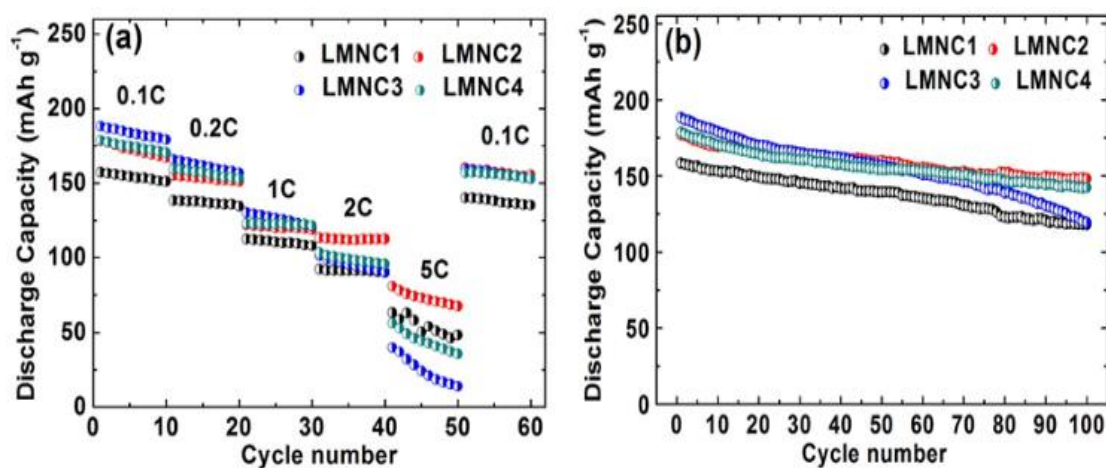 (a)
LMNC1 LMNC2
LMNC3 LMNC4
0.1C
0.2C
1C
2C
5C
0.1C
250
200
150
100
50
0
0 10 20 30 40 50 60
Cycle number
Discharge Capacity (mAh g⁻¹)
(b)
LMNC1 LMNC2
LMNC3 LMNC4
250
200
150
100
50
0
0 10 20 30 40 50 60 70 80 90 100
Cycle number
Discharge Capacity (mAh g⁻¹)